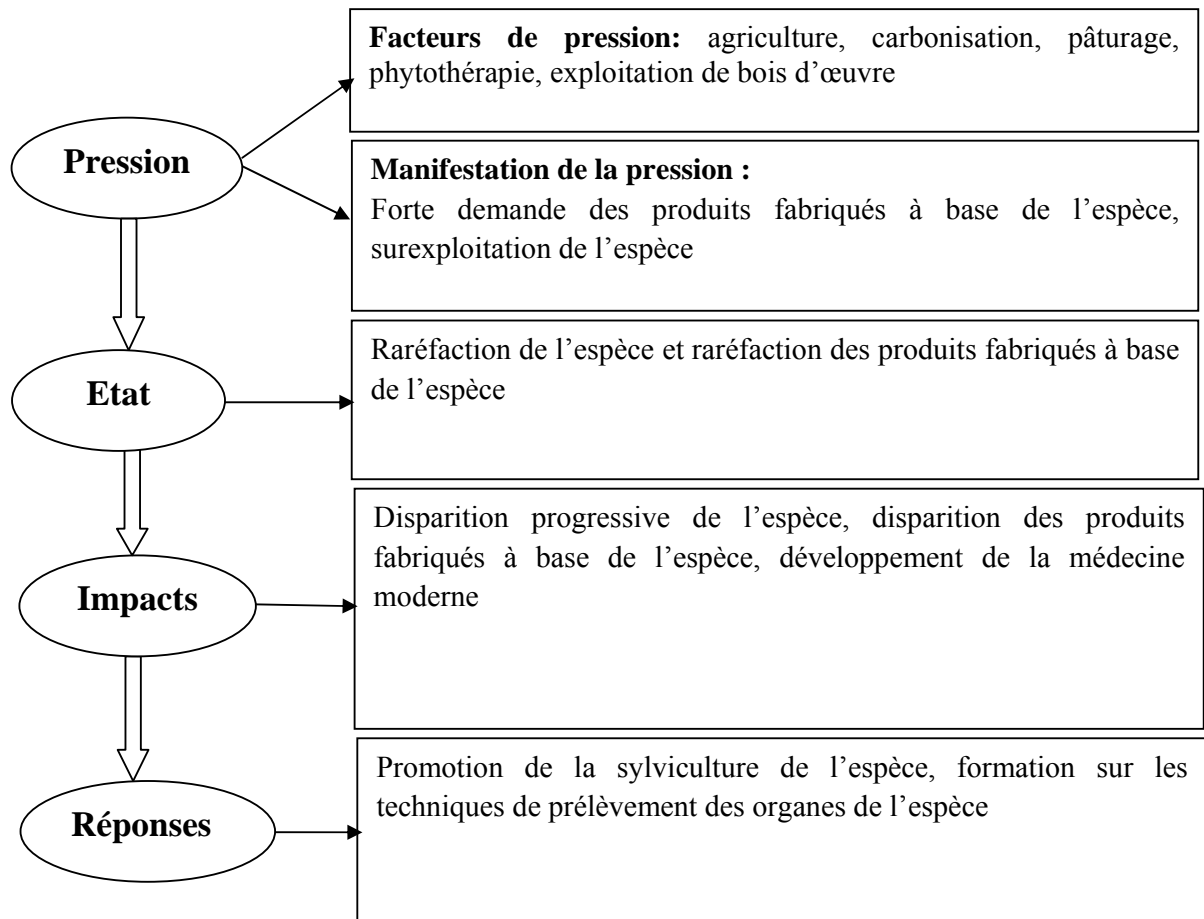 Facteurs de pression: agriculture, carbonisation, pâturage,
phytothérapie, exploitation de bois d’œuvre
Pression
Manifestation de la pression :
Forte demande des produits fabriqués à base de l’espèce,
surexploitation de l’espèce
Etat
Raréfaction de l’espèce et raréfaction des produits fabriqués à base
de l’espèce
Impacts
Disparition progressive de l’espèce, disparition des produits
fabriqués à base de l’espèce, développement de la médecine
moderne
Réponses
Promotion de la sylviculture de l’espèce, formation sur les
techniques de prélèvement des organes de l’espèce